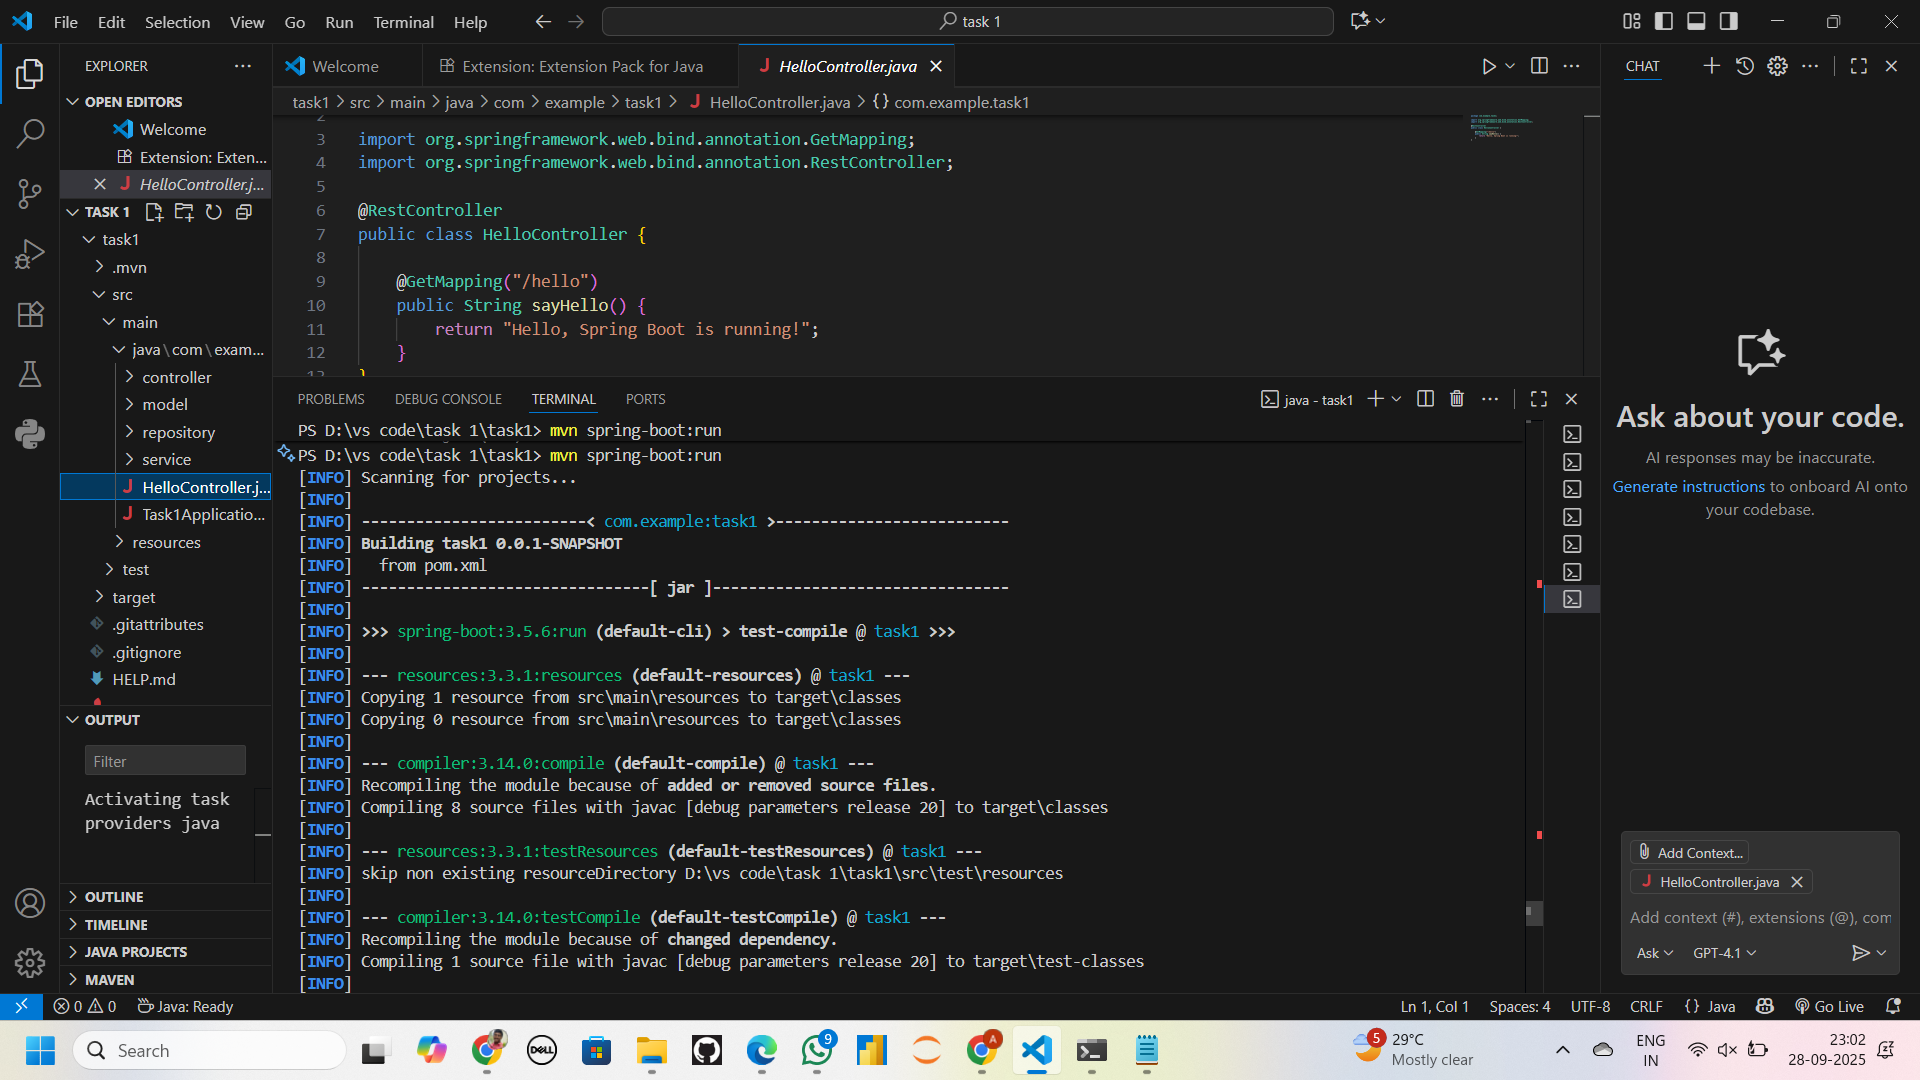 File Edit Selection View Go Run Terminal Help
task 1
EXPLORER
OPEN EDITORS
Welcome
Extension: Exten...
HelloController.j...
TASK 1
task1
.mvn
src
main
java\com\exam...
controller
model
repository
service
HelloController.j...
Task1Applicatio...
resources
test
target
.gitattributes
.gitignore
HELP.md
OUTPUT
Filter
Activating task
providers java
OUTLINE
TIMELINE
JAVA PROJECTS
MAVEN
Welcome Extension: Extension Pack for Java HelloController.java
task1 > src > main > java > com > example > task1 > HelloController.java > {} com.example.task1
2
3 import org.springframework.web.bind.annotation.GetMapping;
4 import org.springframework.web.bind.annotation.RestController;
5
6 @RestController
7 public class HelloController {
8
9 @GetMapping("/hello")
10 public String sayHello() {
11 return "Hello, Spring Boot is running!";
12 }
13 }
PROBLEMS DEBUG CONSOLE TERMINAL PORTS
java - task1
PS D:\vs code\task 1\task1> mvn spring-boot:run
PS D:\vs code\task 1\task1> mvn spring-boot:run
[INFO] Scanning for projects...
[INFO]
[INFO] -------------------------< com.example:task1 >--------------------------
[INFO] Building task1 0.0.1-SNAPSHOT
[INFO]   from pom.xml
[INFO] --------------------------------[ jar ]---------------------------------
[INFO]
[INFO] >>> spring-boot:3.5.6:run (default-cli) > test-compile @ task1 >>>
[INFO]
[INFO] --- resources:3.3.1:resources (default-resources) @ task1 ---
[INFO] Copying 1 resource from src\main\resources to target\classes
[INFO] Copying 0 resource from src\main\resources to target\classes
[INFO]
[INFO] --- compiler:3.14.0:compile (default-compile) @ task1 ---
[INFO] Recompiling the module because of added or removed source files.
[INFO] Compiling 8 source files with javac [debug parameters release 20] to target\classes
[INFO]
[INFO] --- resources:3.3.1:testResources (default-testResources) @ task1 ---
[INFO] skip non existing resourceDirectory D:\vs code\task 1\task1\src\test\resources
[INFO]
[INFO] --- compiler:3.14.0:testCompile (default-testCompile) @ task1 ---
[INFO] Recompiling the module because of changed dependency.
[INFO] Compiling 1 source file with javac [debug parameters release 20] to target\test-classes
[INFO]
CHAT
Ask about your code.
AI responses may be inaccurate.
Generate instructions to onboard AI onto
your codebase.
Add Context...
HelloController.java
Add context (#), extensions (@), com
Ask GPT-4.1
0 0 Java: Ready
Ln 1, Col 1 Spaces: 4 UTF-8 CRLF {} Java Go Live
Search
DELL
9
A
5
29°C
Mostly clear
ENG
IN
23:02
28-09-2025